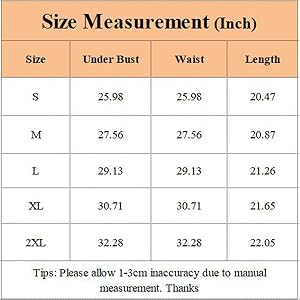 Size Measurement (Inch)
Size Under Bust Waist Length
S 25.98 25.98 20.47
M 27.56 27.56 20.87
L 29.13 29.13 21.26
XL 30.71 30.71 21.65
2XL 32.28 32.28 22.05
Tips: Please allow 1-3cm inaccuracy due to manual
measurement. Thanks